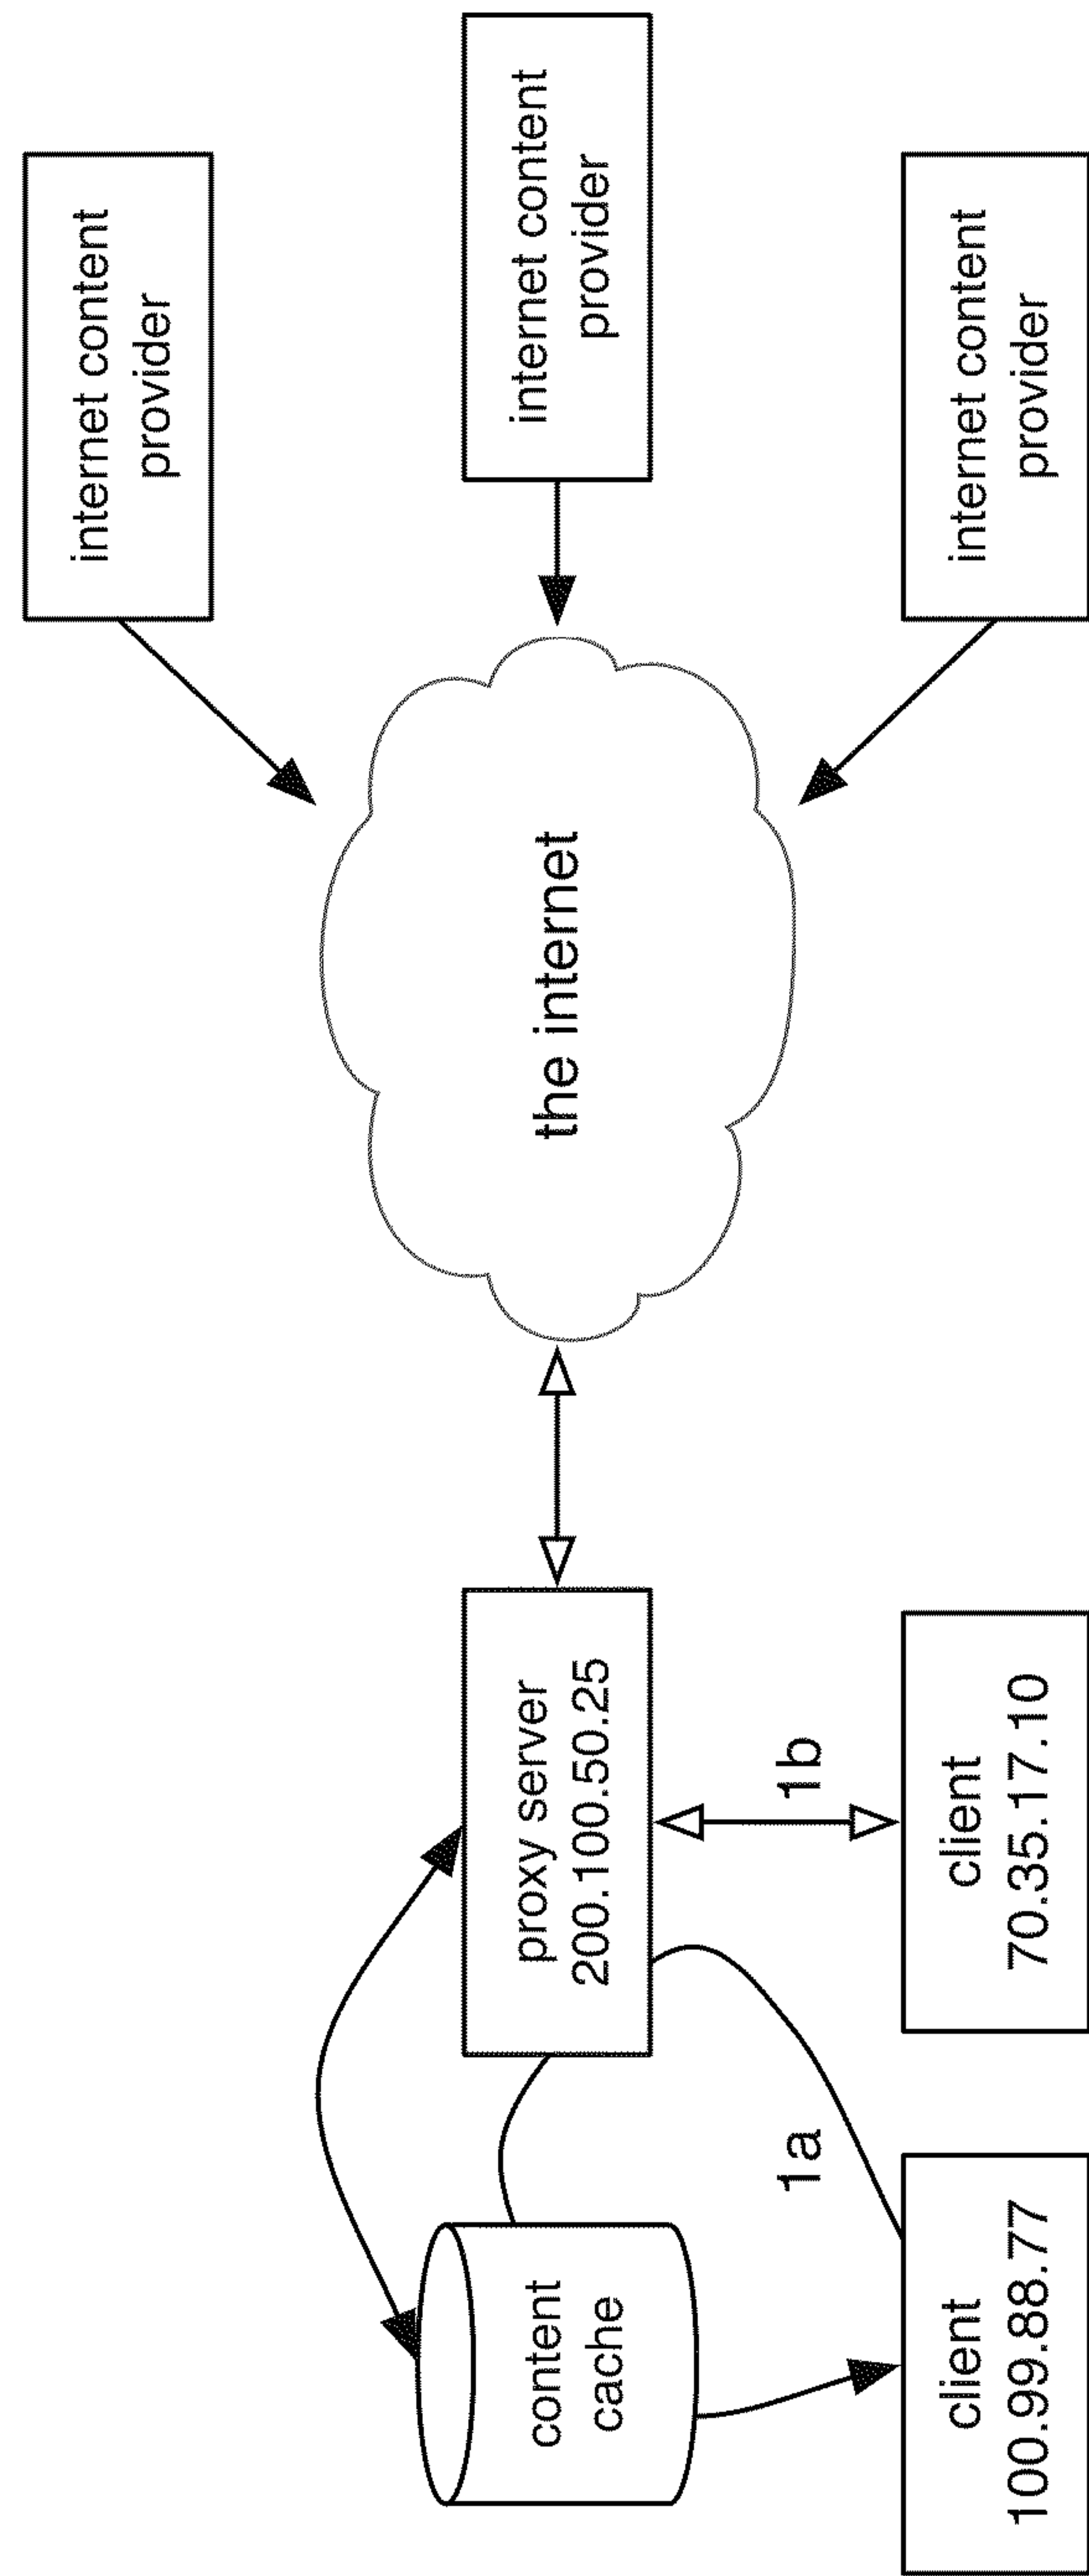 internet content
provider
internet content
provider
internet content
provider
the internet
proxy server
200.100.50.25
content
cache
1a
1b
client
100.99.88.77
client
70.35.17.10